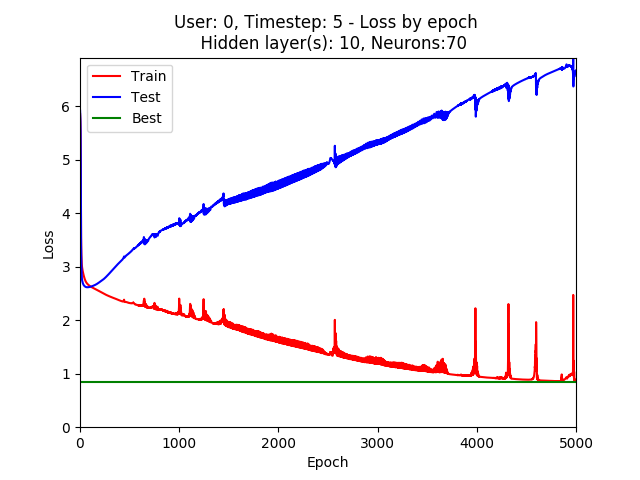 User: 0, Timestep: 5 - Loss by epoch
Hidden layer(s): 10, Neurons:70
Train
Test
Best
Loss
6
5
4
3
2
1
0
0 1000 2000 3000 4000 5000
Epoch